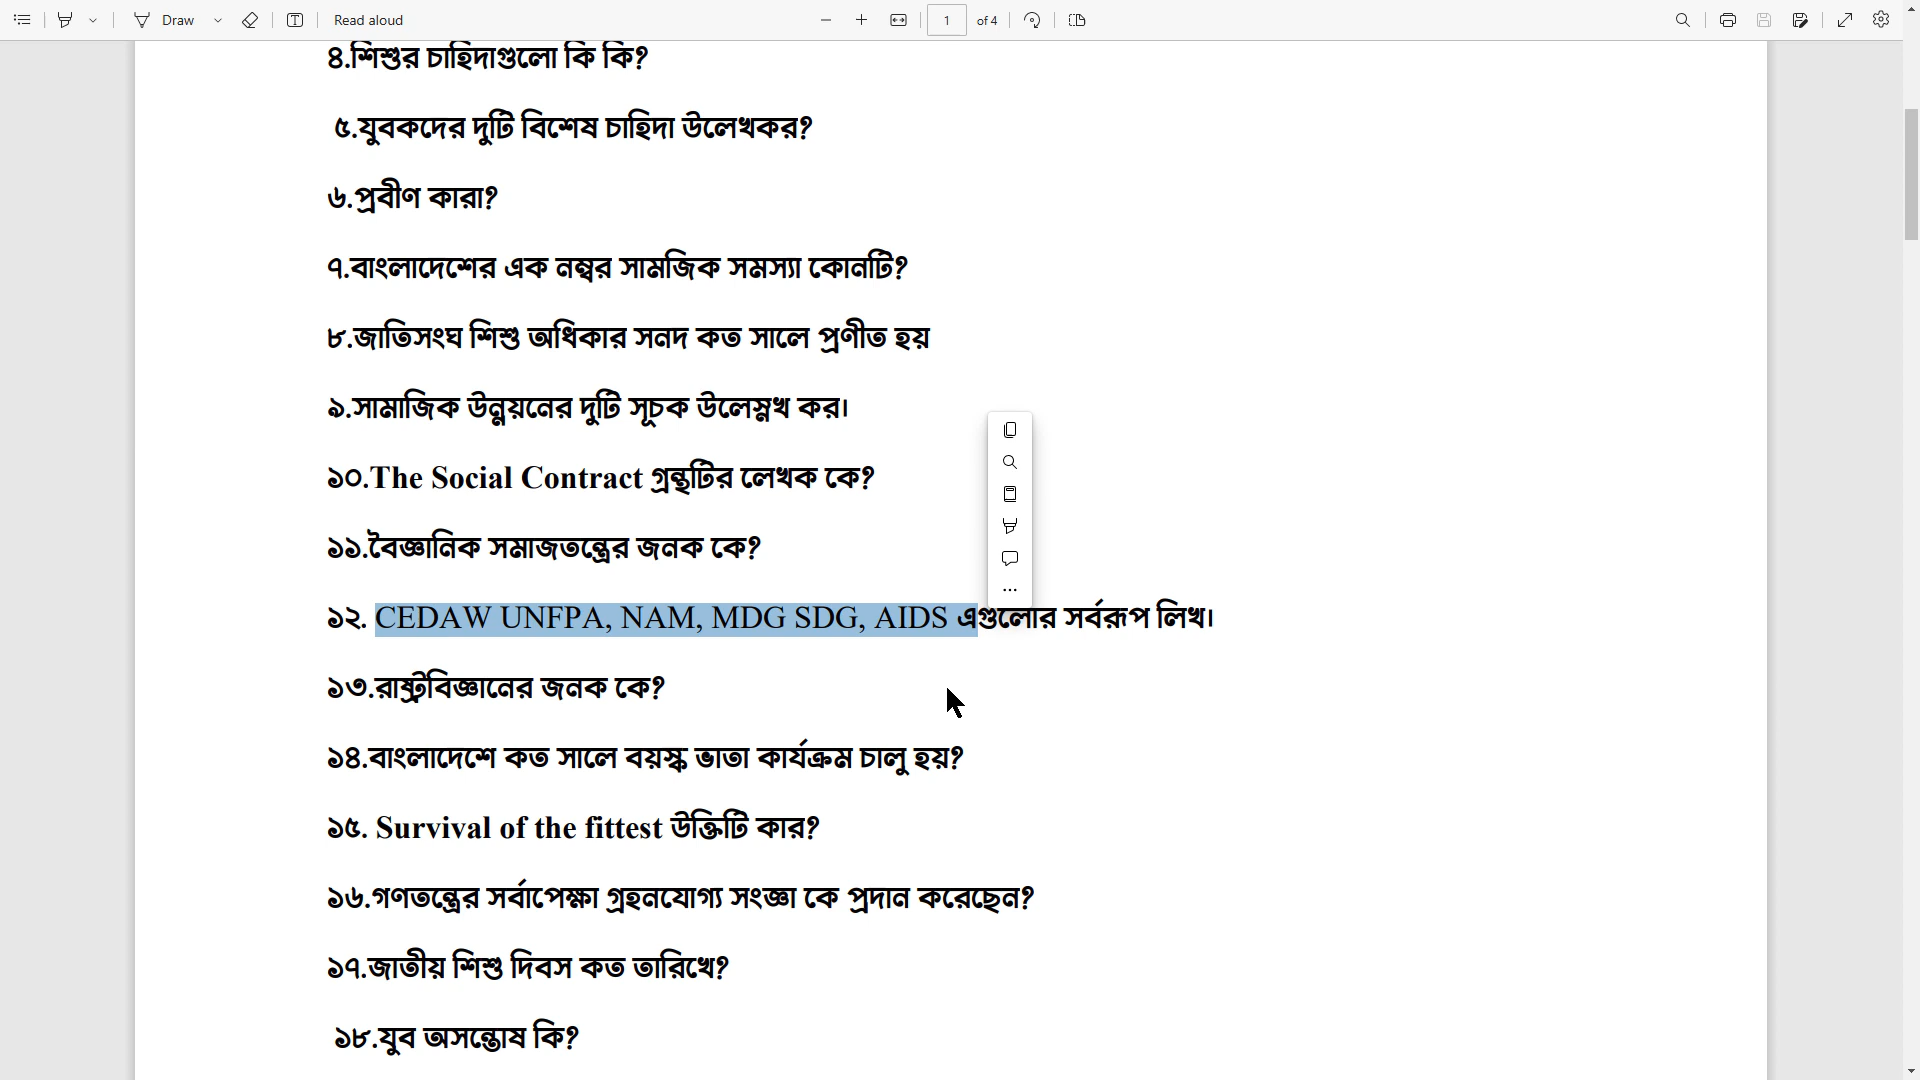 Draw
Read aloud
1 of 4
৪.শিশুর চাহিদাগুলো কি কি?
৫.যুবকদের দুটি বিশেষ চাহিদা উলেখকর?
৬.প্রবীণ কারা?
৭.বাংলাদেশের এক নম্বর সামজিক সমস্যা কোনটি?
৮.জাতিসংঘ শিশু অধিকার সনদ কত সালে প্রণীত হয়
৯.সামাজিক উন্নয়নের দুটি সূচক উলেস্নখ কর।
১০.The Social Contract গ্রন্থটির লেখক কে?
১১.বৈজ্ঞানিক সমাজতন্ত্রের জনক কে?
১২. CEDAW UNFPA, NAM, MDG SDG, AIDS এগুলোর সর্বরূপ লিখ।
১৩.রাষ্ট্রবিজ্ঞানের জনক কে?
১৪.বাংলাদেশে কত সালে বয়স্ক ভাতা কার্যক্রম চালু হয়?
১৫. Survival of the fittest উক্তিটি কার?
১৬.গণতন্ত্রের সর্বাপেক্ষা গ্রহনযোগ্য সংজ্ঞা কে প্রদান করেছেন?
১৭.জাতীয় শিশু দিবস কত তারিখে?
১৮.যুব অসন্তোষ কি?